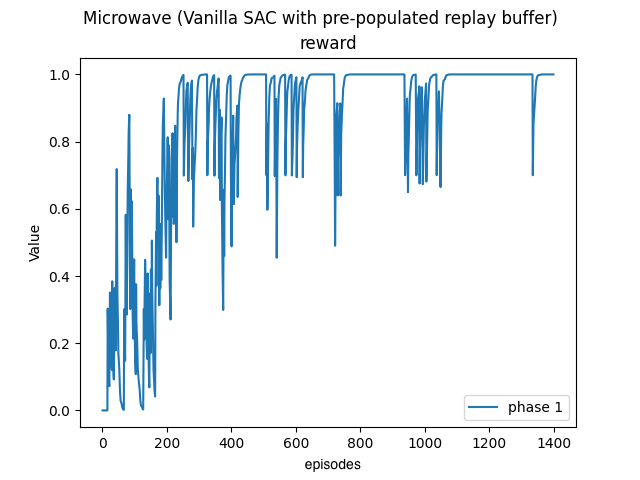 Microwave (Vanilla SAC with pre-populated replay buffer)
reward
1.0
0.8
0.6
0.4
0.2
0.0
Value
phase 1
0 200 400 600 800 1000 1200 1400
episodes